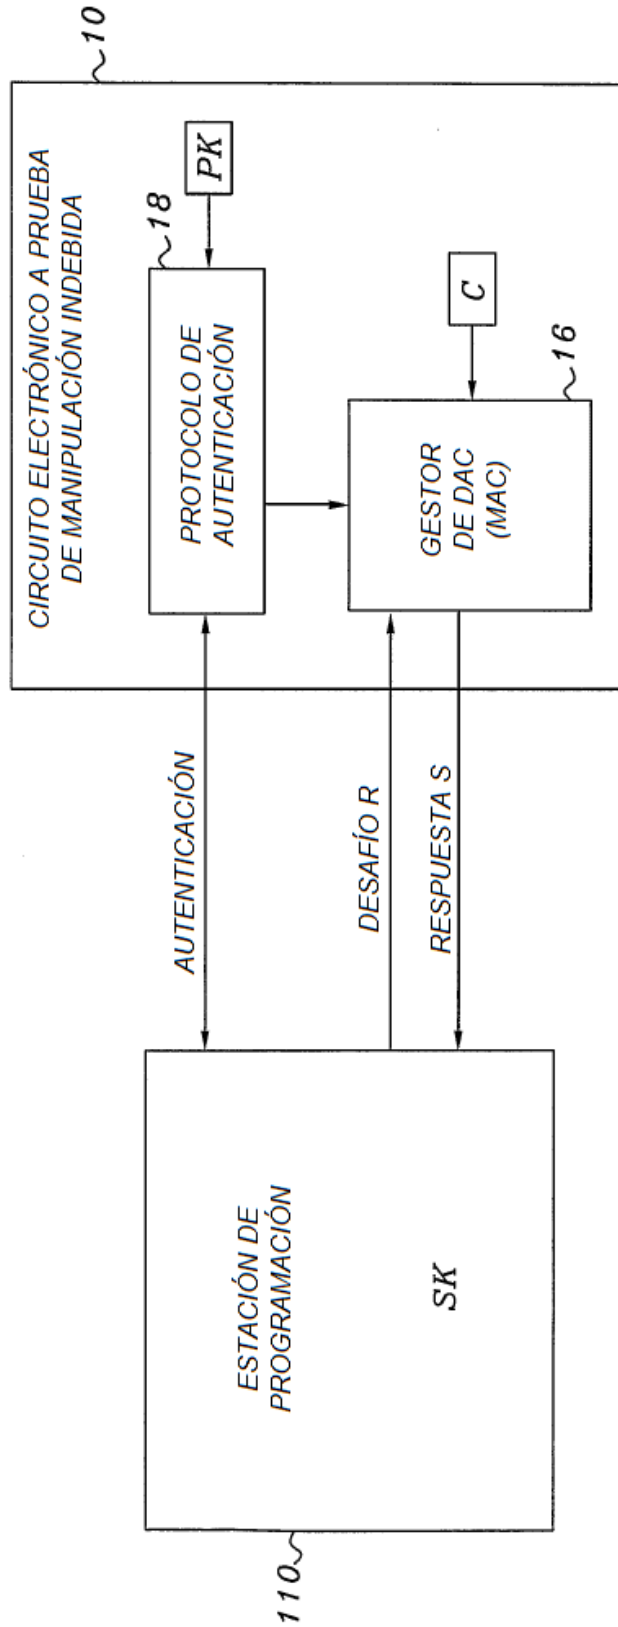 110
ESTACIÓN DE
PROGRAMACIÓN
SK
AUTENTICACIÓN
DESAFÍO R
RESPUESTA S
CIRCUITO ELECTRÓNICO A PRUEBA
DE MANIPULACIÓN INDEBIDA
10
PROTOCOLO DE
AUTENTICACIÓN
18
PK
GESTOR
DE DAC
(MAC)
16
C